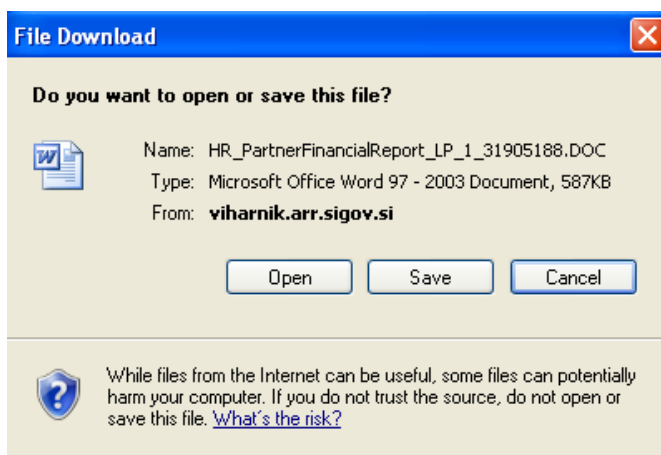 File Download
Do you want to open or save this file?
Name: HR_PartnerFinancialReport_LP_1_31905188.DOC
Type: Microsoft Office Word 97 - 2003 Document, 587KB
From: viharnik.arr.sigov.si
Open Save Cancel
While files from the Internet can be useful, some files can potentially
harm your computer. If you do not trust the source, do not open or
save this file. What's the risk?